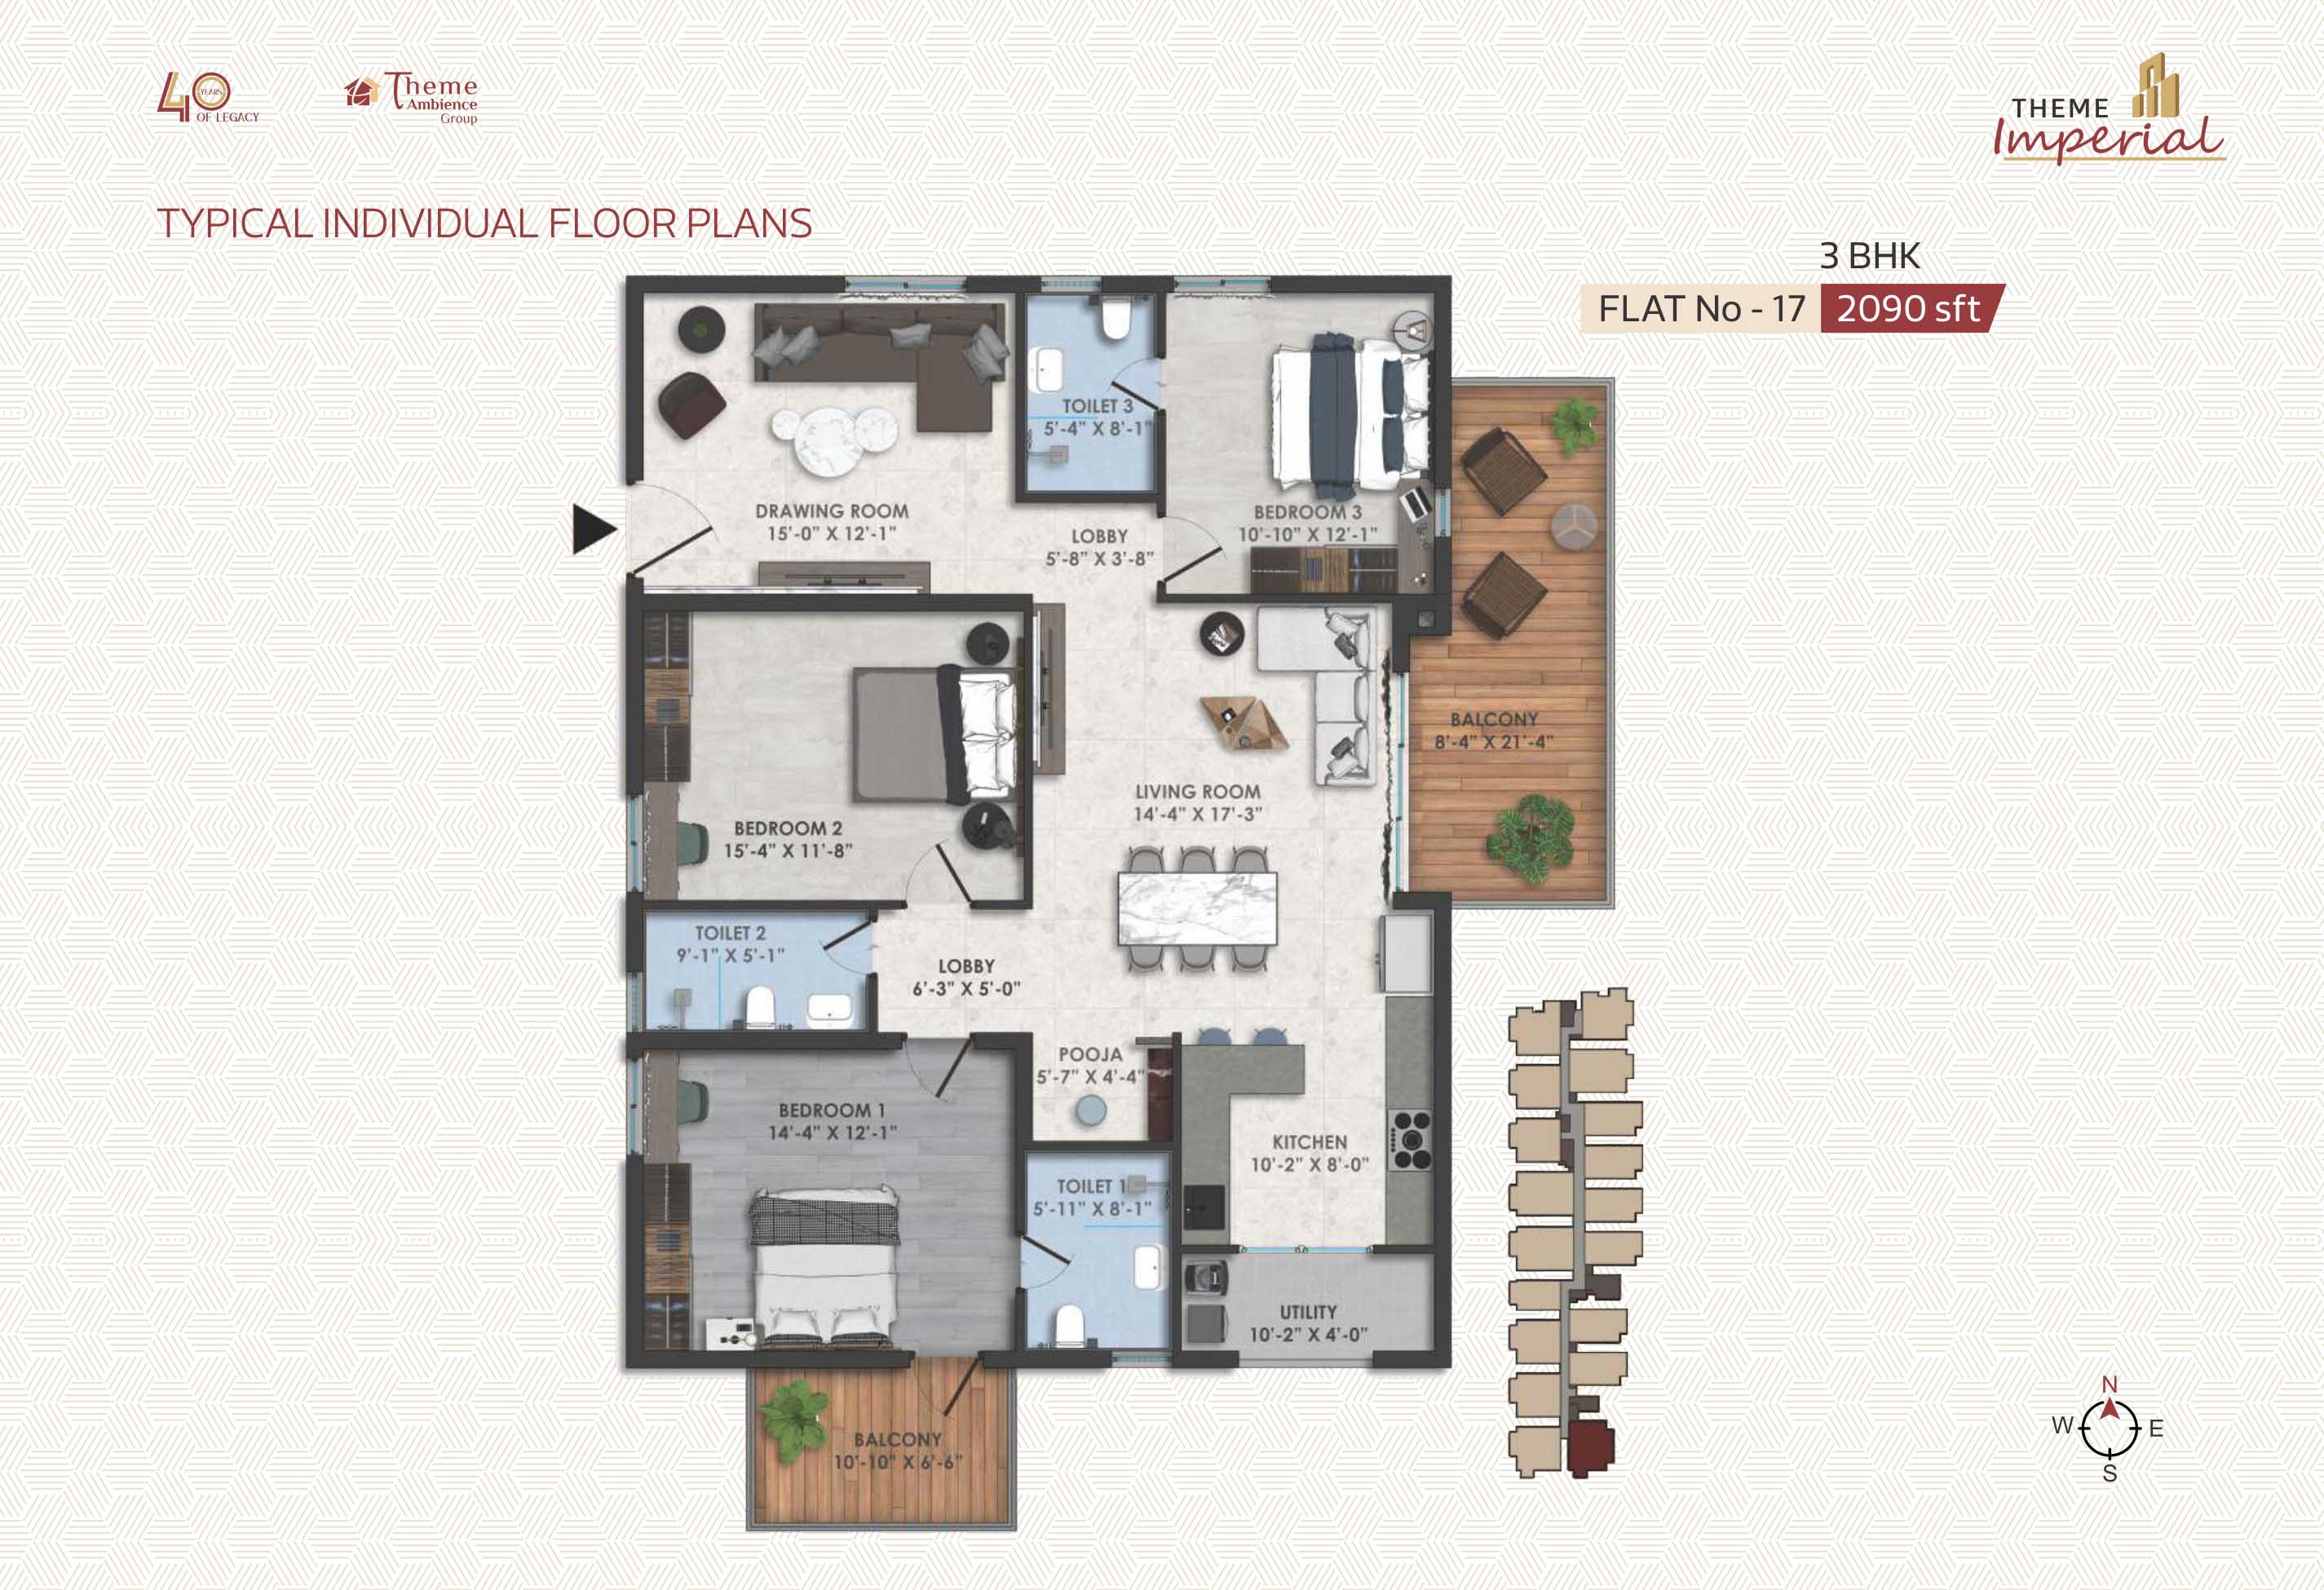 40
YEARS
OF LEGACY
Theme
Ambience
Group
THEME
Imperial
TYPICAL INDIVIDUAL FLOOR PLANS
3 BHK
FLAT No - 17 2090 sft
TOILET 3
5'-4" X 8'-1"
DRAWING ROOM
15'-0" X 12'-1"
LOBBY
5'-8" X 3'-8"
BEDROOM 3
10'-10" X 12'-1"
BALCONY
8'-4" X 21'-4"
LIVING ROOM
14'-4" X 17'-3"
BEDROOM 2
15'-4" X 11'-8"
TOILET 2
9'-1" X 5'-1"
LOBBY
6'-3" X 5'-0"
POOJA
5'-7" X 4'-4"
BEDROOM 1
14'-4" X 12'-1"
KITCHEN
10'-2" X 8'-0"
TOILET 1
5'-11" X 8'-1"
UTILITY
10'-2" X 4'-0"
BALCONY
10'-10" X 6'-6"
N
W E
S